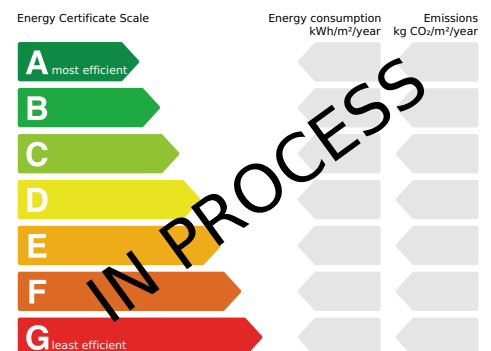 Energy Certificate Scale
Energy consumption
kWh/m²/year
Emissions
kg CO₂/m²/year
A most efficient
B
C
D
E
F
G least efficient
IN PROCESS